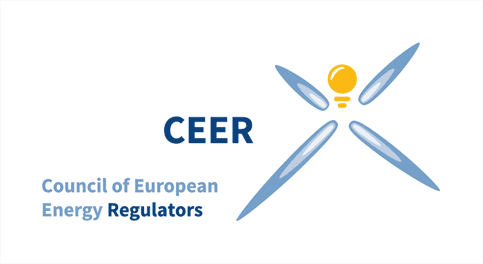 CEER
Council of European
Energy Regulators